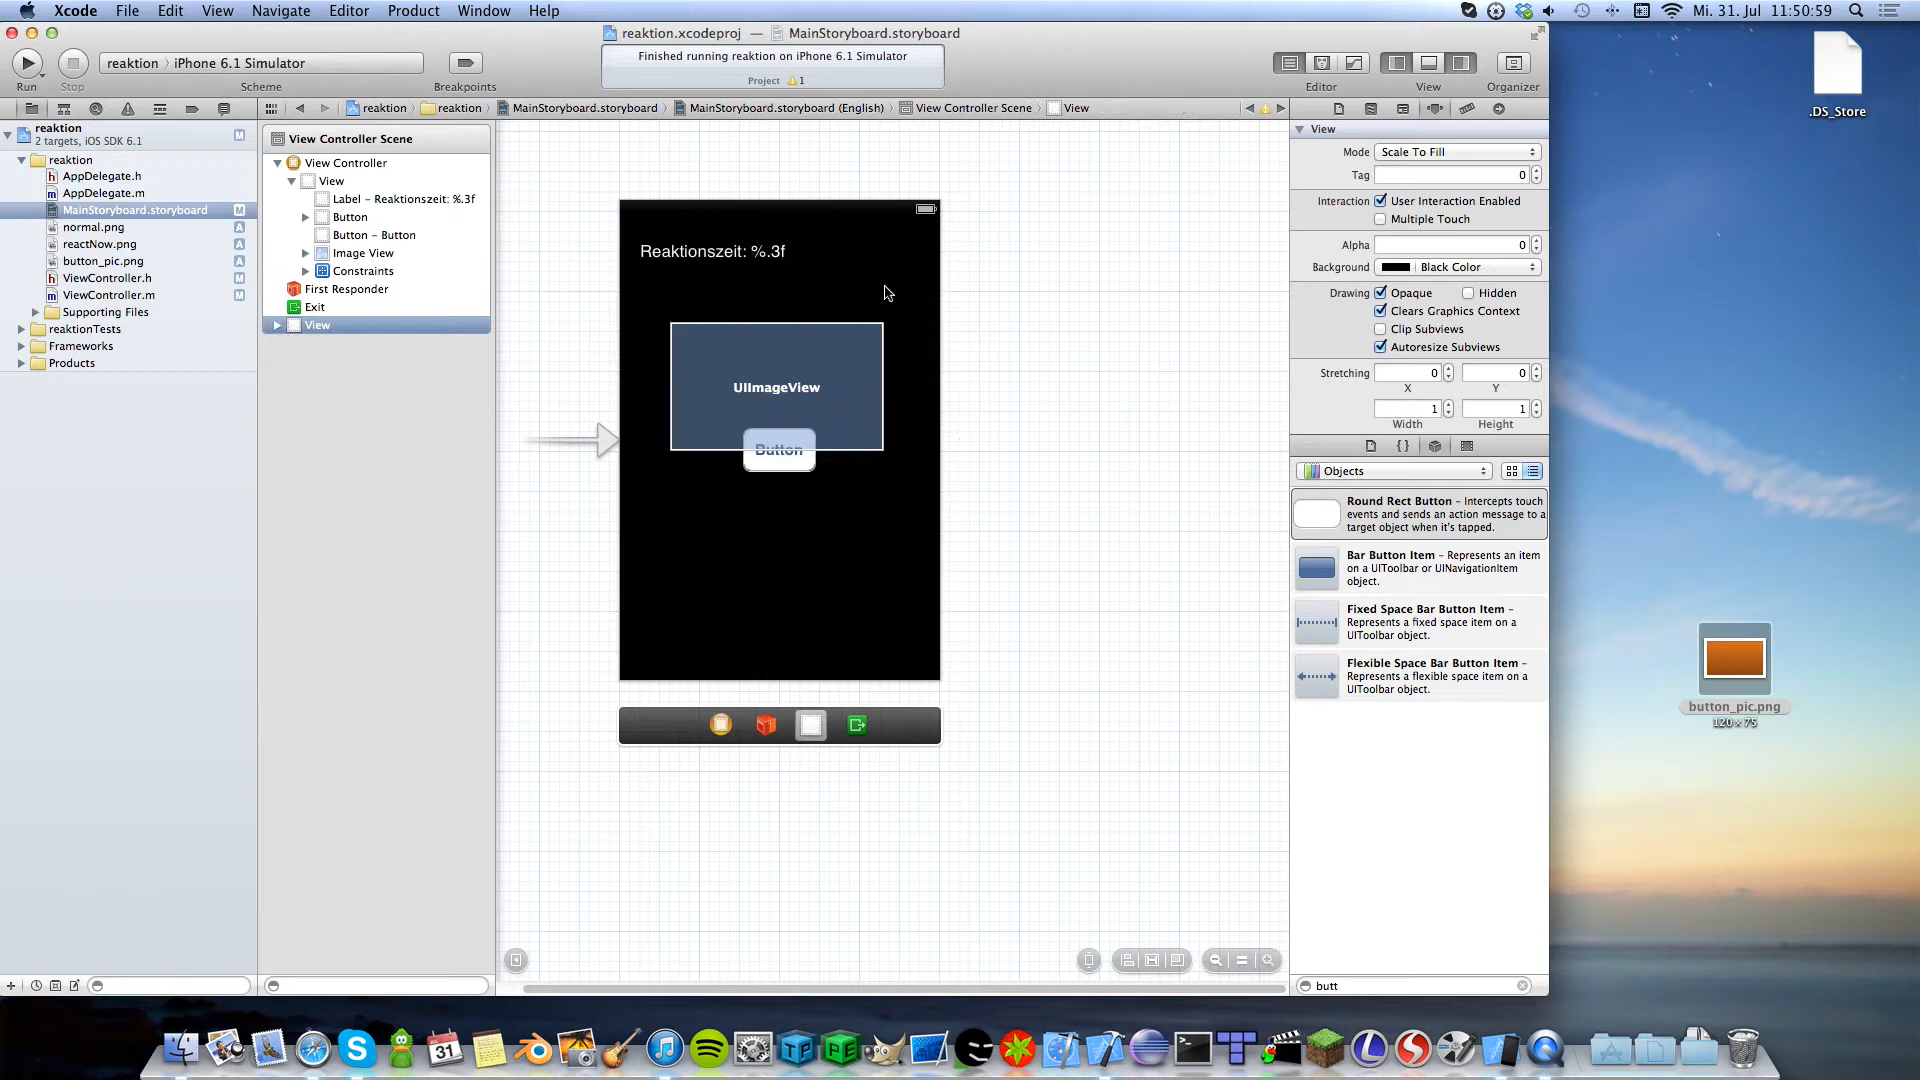 Xcode File Edit View Navigate Editor Product Window Help
Mi. 31. Jul 11:50:59
reaktion.xcodeproj — MainStoryboard.storyboard
reaktion › iPhone 6.1 Simulator
Finished running reaktion on iPhone 6.1 Simulator
Project 1
Run Stop Scheme Breakpoints Editor View Organizer
reaktion reaktion MainStoryboard.storyboard MainStoryboard.storyboard (English) View Controller Scene View
reaktion M
2 targets, iOS SDK 6.1
reaktion
AppDelegate.h
AppDelegate.m
MainStoryboard.storyboard M
normal.png A
reactNow.png A
button_pic.png A
ViewController.h M
ViewController.m M
Supporting Files
reaktionTests
Frameworks
Products
View Controller Scene
View Controller
View
Label – Reaktionszeit: %.3f
Button
Button – Button
Image View
Constraints
First Responder
Exit
View
Reaktionszeit: %.3f
UIImageView
Button
View
Mode Scale To Fill
Tag 0
Interaction User Interaction Enabled
Multiple Touch
Alpha 0
Background Black Color
Drawing Opaque Hidden
Clears Graphics Context
Clip Subviews
Autoresize Subviews
Stretching 0 0
X Y
1 1
Width Height
{ }
Objects
Round Rect Button – Intercepts touch
events and sends an action message to a
target object when it's tapped.
Bar Button Item – Represents an item
on a UIToolbar or UINavigationItem
object.
Fixed Space Bar Button Item –
Represents a fixed space item on a
UIToolbar object.
Flexible Space Bar Button Item –
Represents a flexible space item on a
UIToolbar object.
butt
.DS_Store
button_pic.png
120 × 75
JUL
31
TP
PE